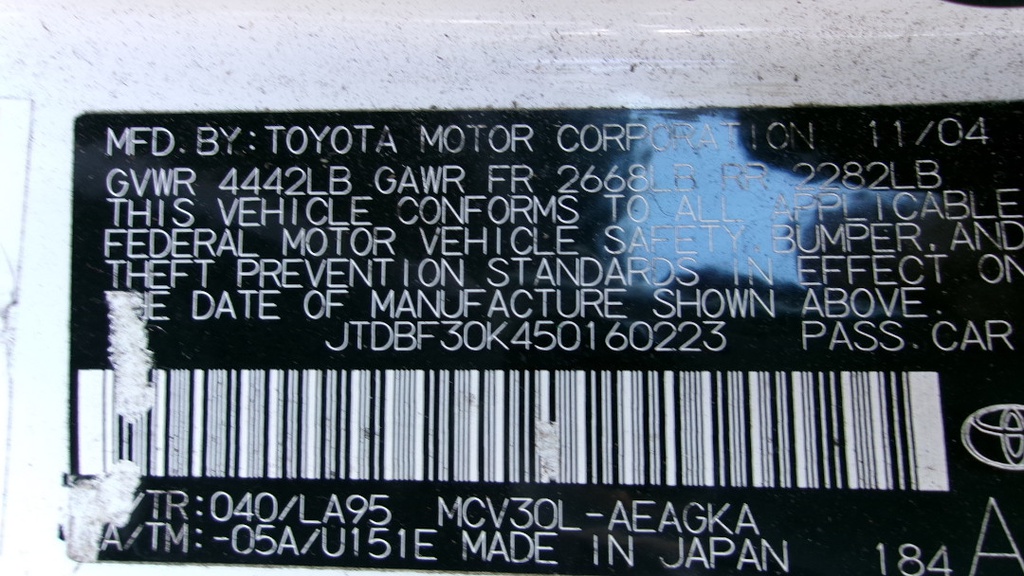 MFD. BY: TOYOTA MOTOR CORPORATION 11/04
GVWR 4442LB GAWR FR 2668LB RR 2282LB
THIS VEHICLE CONFORMS TO ALL APPLICABLE
FEDERAL MOTOR VEHICLE SAFETY, BUMPER, AND
THEFT PREVENTION STANDARDS IN EFFECT ON
DATE OF MANUFACTURE SHOWN ABOVE.
JTDBF30K450160223 PASS. CAR
/TR: 040/LA95 MCV30L-AEAGKA
A/TM: -05A/U151E MADE IN JAPAN 184 A